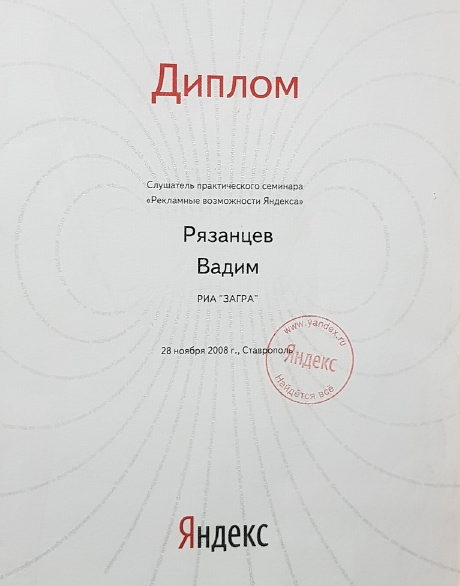 Диплом
Слушатель практического семинара
«Рекламные возможности Яндекса»
Рязанцев
Вадим
РИА "ЗАГРА"
28 ноября 2008 г., Ставрополь
www.yandex.ru
Яндекс
Найдётся всё
Яндекс